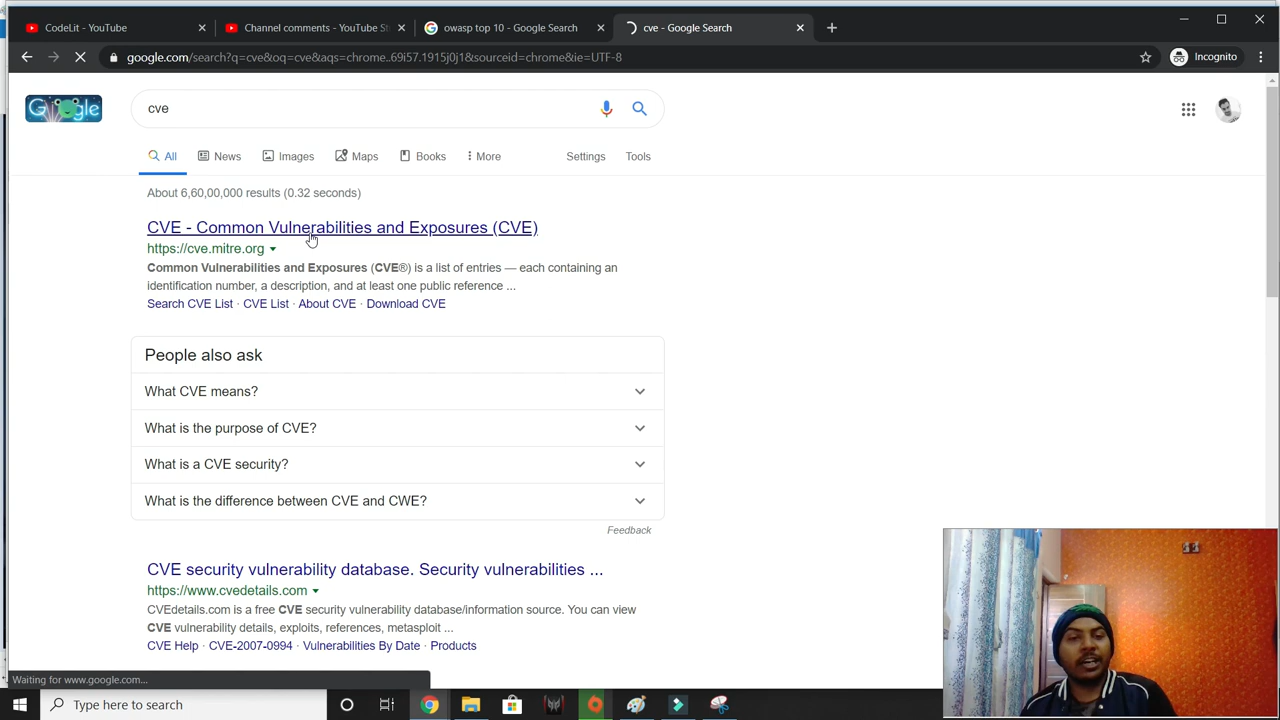 CodeLit - YouTube
Channel comments - YouTube St
owasp top 10 - Google Search
cve - Google Search
google.com/search?q=cve&oq=cve&aqs=chrome..69i57.1915j0j1&sourceid=chrome&ie=UTF-8
Incognito
Google
cve
All
News
Images
Maps
Books
More
Settings
Tools
About 6,60,00,000 results (0.32 seconds)
CVE - Common Vulnerabilities and Exposures (CVE)
https://cve.mitre.org
Common Vulnerabilities and Exposures (CVE®) is a list of entries — each containing an
identification number, a description, and at least one public reference ...
Search CVE List · CVE List · About CVE · Download CVE
People also ask
What CVE means?
What is the purpose of CVE?
What is a CVE security?
What is the difference between CVE and CWE?
Feedback
CVE security vulnerability database. Security vulnerabilities ...
https://www.cvedetails.com
CVEdetails.com is a free CVE security vulnerability database/information source. You can view
CVE vulnerability details, exploits, references, metasploit ...
CVE Help · CVE-2007-0994 · Vulnerabilities By Date · Products
Waiting for www.google.com...
Type here to search